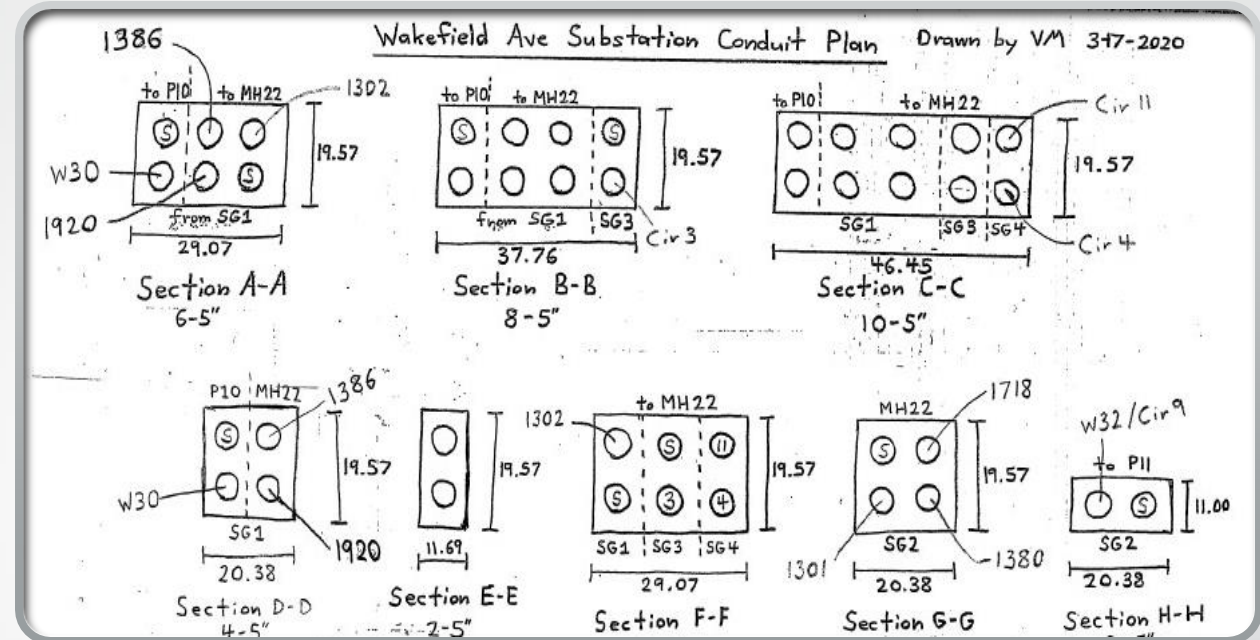 Wakefield Ave Substation Conduit Plan Drawn by VM 3-17-2020
1386
to P10 to MH22
1302
S
W30
S
1920
from SG1
19.57
29.07
Section A-A
6-5"
to P10 to MH22
S S
from SG1 SG3
Cir 3
19.57
37.76
Section B-B
8-5"
to P10 to MH22
Cir 11
SG1 SG3 SG4
Cir 4
19.57
46.45
Section C-C
10-5"
P10 MH22
1386
S
W30
SG1
1920
19.57
20.38
Section D-D
4-5"
19.57
11.69
Section E-E
2-5"
to MH22
1302
S 11
S 3 4
SG1 SG3 SG4
19.57
29.07
Section F-F
MH22
1718
S
SG2
1301
1380
19.57
20.38
Section G-G
W32/Cir 9
to P11
S
SG2
11.00
20.38
Section H-H